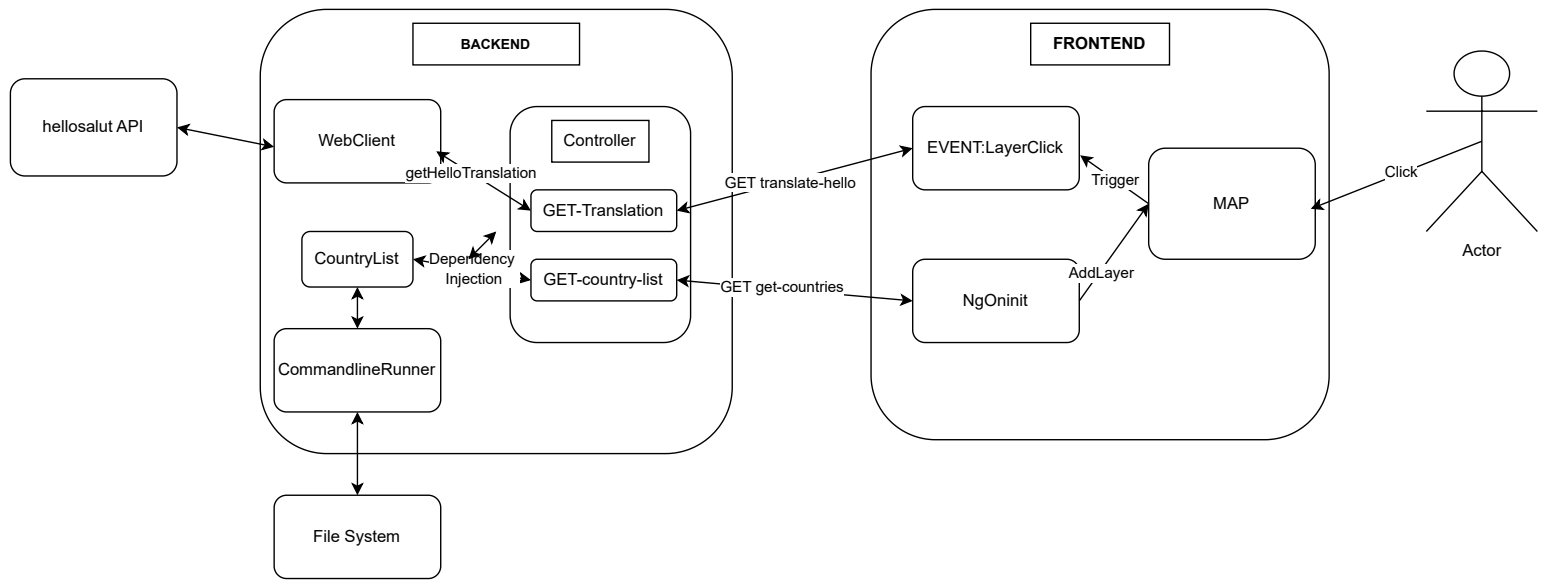 BACKEND
FRONTEND
hellosalut API
WebClient
Controller
EVENT:LayerClick
getHelloTranslation
GET translate-hello
Trigger
Click
GET-Translation
MAP
Actor
CountryList
Dependency
Injection
GET-country-list
GET get-countries
AddLayer
NgOninit
CommandlineRunner
File System